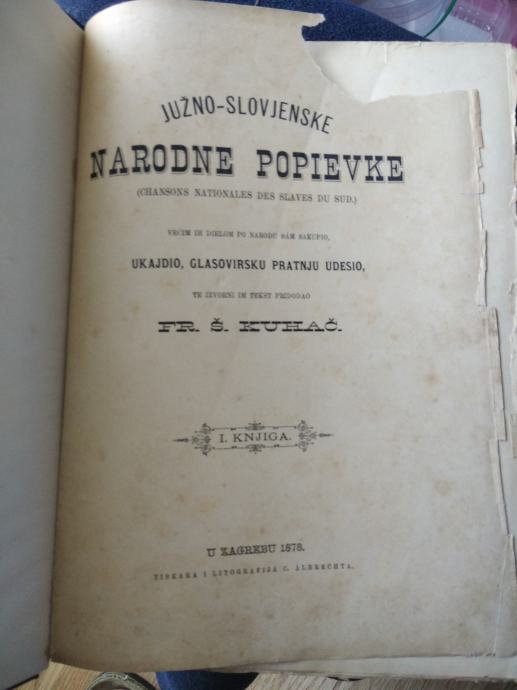 JUŽNO-SLOVJENSKE
NARODNE POPIEVKE
(CHANSONS NATIONALES DES SLAVES DU SUD.)
VEĆIM IH DIELOM PO NARODU SÁM SAKUPIO,
UKAJDIO, GLASOVIRSKU PRATNJU UDESIO,
TE IZVORNI IM TEKST PRIDODAO
FR. Š. KUHAČ.
I. KNJIGA.
U ZAGREBU 1878.
TISKARA I LITOGRAFIJA C. ALBRECHTA.